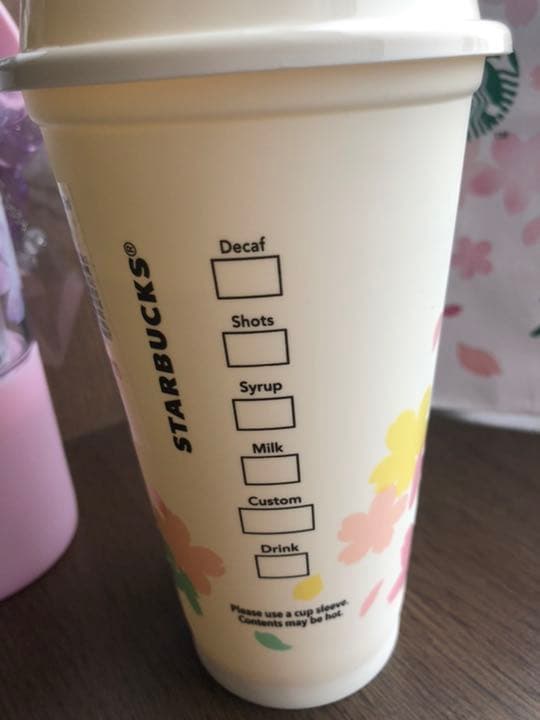 STARBUCKS®
Decaf
Shots
Syrup
Milk
Custom
Drink
Please use a cup sleeve.
Contents may be hot.